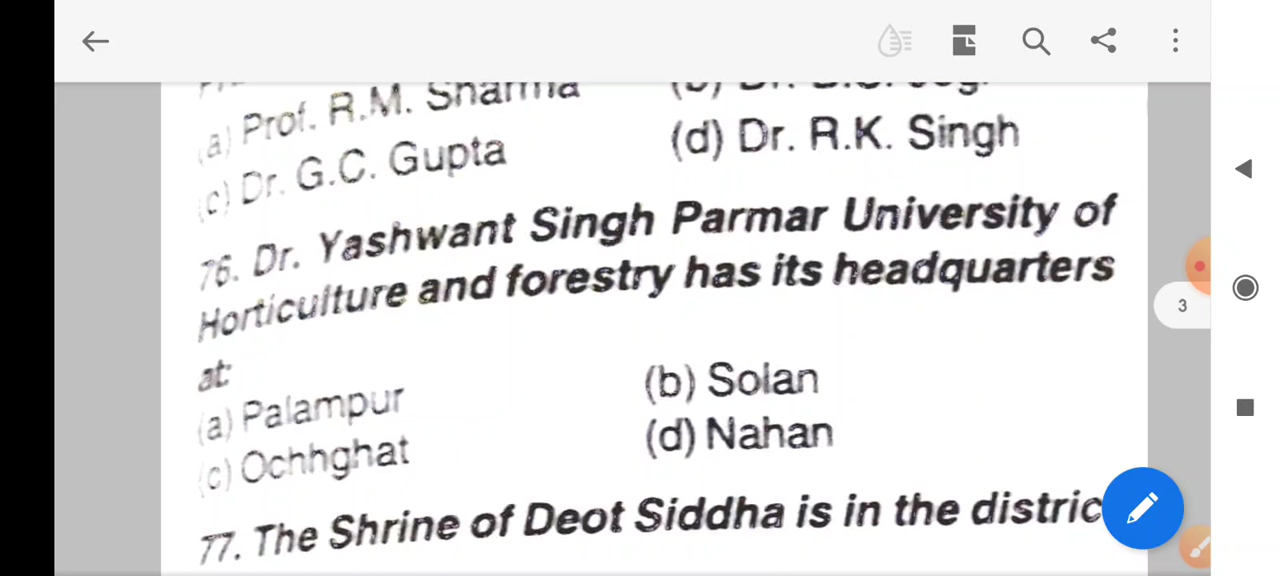 (a) Prof. R.M. Sharma
(c) Dr. G.C. Gupta (d) Dr. R.K. Singh
76. Dr. Yashwant Singh Parmar University of
Horticulture and forestry has its headquarters
at:
(a) Palampur (b) Solan
(c) Ochhghat (d) Nahan
77. The Shrine of Deot Siddha is in the distric
3